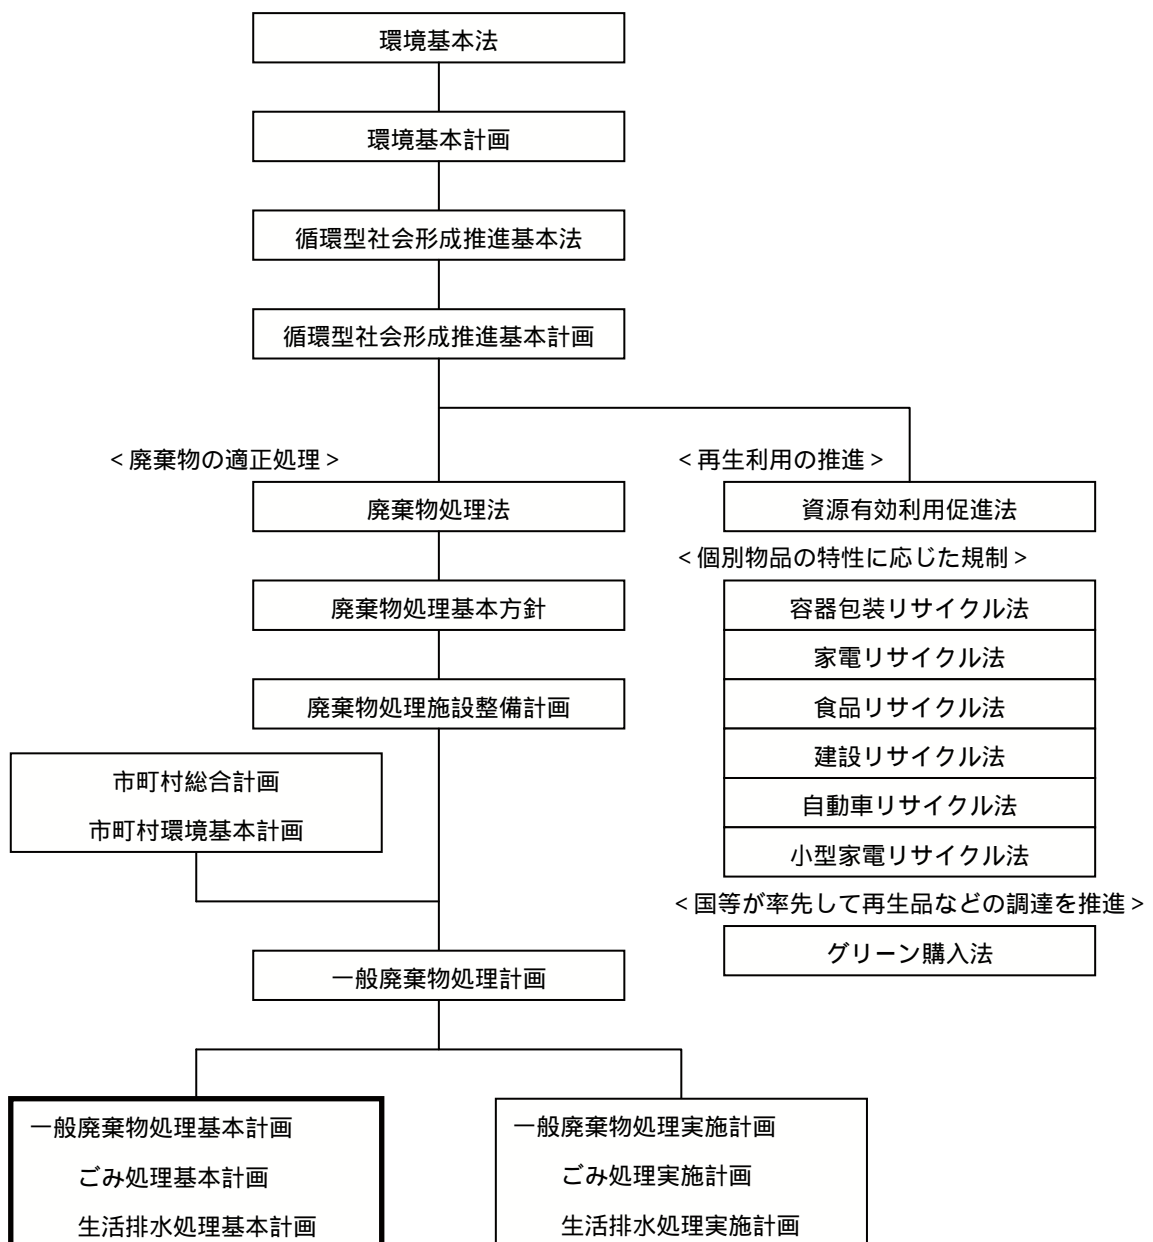 環境基本法
環境基本計画
循環型社会形成推進基本法
循環型社会形成推進基本計画
<廃棄物の適正処理>
<再生利用の推進>
廃棄物処理法
資源有効利用促進法
<個別物品の特性に応じた規制>
廃棄物処理基本方針
容器包装リサイクル法
家電リサイクル法
廃棄物処理施設整備計画
食品リサイクル法
建設リサイクル法
市町村総合計画
自動車リサイクル法
市町村環境基本計画
小型家電リサイクル法
<国等が率先して再生品などの調達を推進>
グリーン購入法
一般廃棄物処理計画
一般廃棄物処理基本計画
ごみ処理基本計画
生活排水処理基本計画
一般廃棄物処理実施計画
ごみ処理実施計画
生活排水処理実施計画